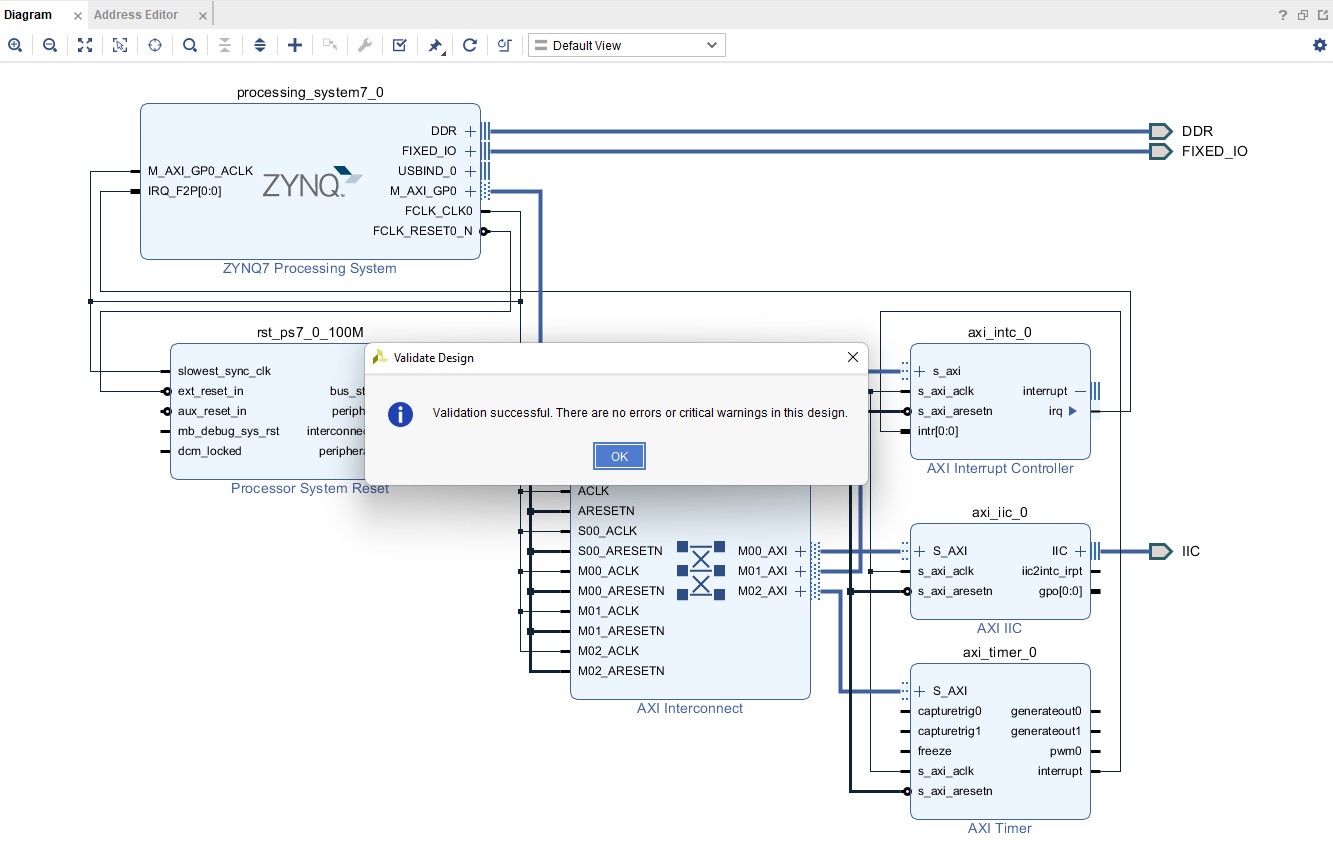 Diagram
Address Editor
Default View
processing_system7_0
DDR
FIXED_IO
USBIND_0
M_AXI_GP0
FCLK_CLK0
FCLK_RESET0_N
M_AXI_GP0_ACLK
IRQ_F2P[0:0]
ZYNQ
ZYNQ7 Processing System
DDR
FIXED_IO
rst_ps7_0_100M
slowest_sync_clk
ext_reset_in
aux_reset_in
mb_debug_sys_rst
dcm_locked
bus_st
periph
interconnec
periphera
Processor System Reset
Validate Design
Validation successful. There are no errors or critical warnings in this design.
OK
axi_intc_0
s_axi
s_axi_aclk
s_axi_aresetn
intr[0:0]
interrupt
irq
AXI Interrupt Controller
ACLK
ARESETN
S00_ACLK
S00_ARESETN
M00_ACLK
M00_ARESETN
M01_ACLK
M01_ARESETN
M02_ACLK
M02_ARESETN
M00_AXI
M01_AXI
M02_AXI
AXI Interconnect
axi_iic_0
S_AXI
s_axi_aclk
s_axi_aresetn
IIC
iic2intc_irpt
gpo[0:0]
AXI IIC
IIC
axi_timer_0
S_AXI
capturetrig0
capturetrig1
freeze
s_axi_aclk
s_axi_aresetn
generateout0
generateout1
pwm0
interrupt
AXI Timer